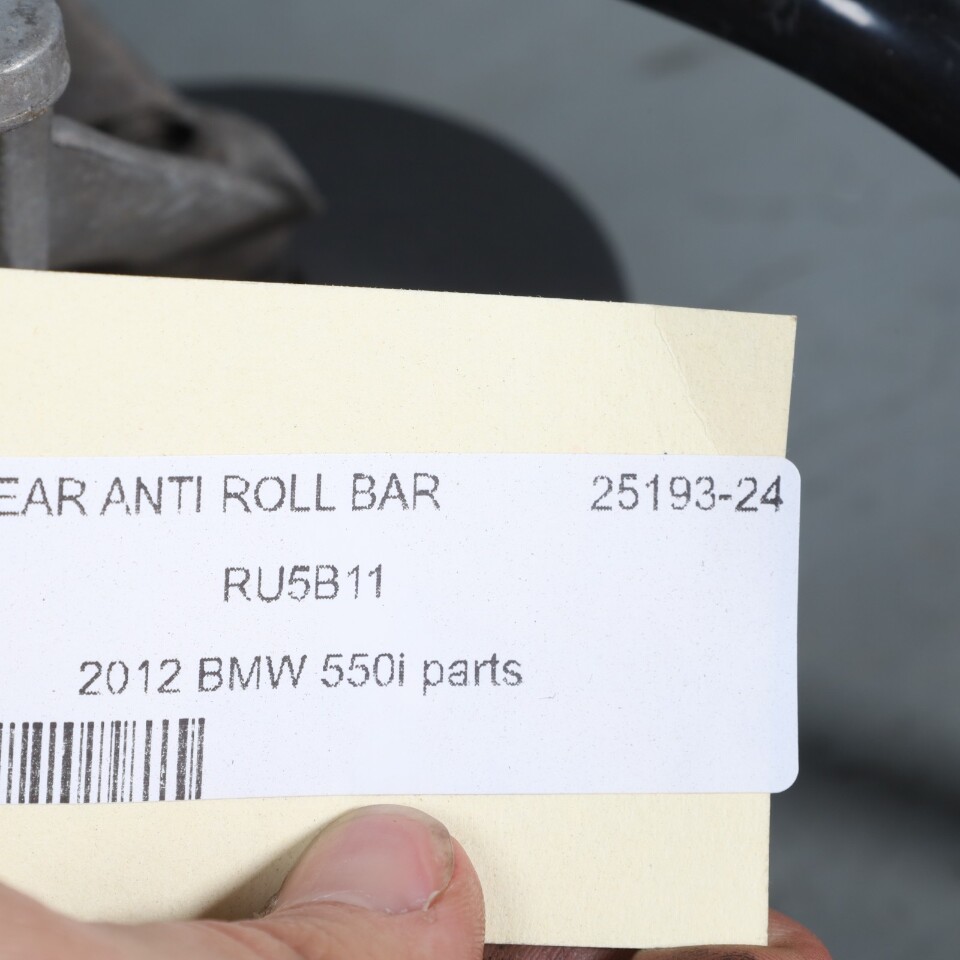 EAR ANTI ROLL BAR 25193-24
RU5B11
2012 BMW 550i parts